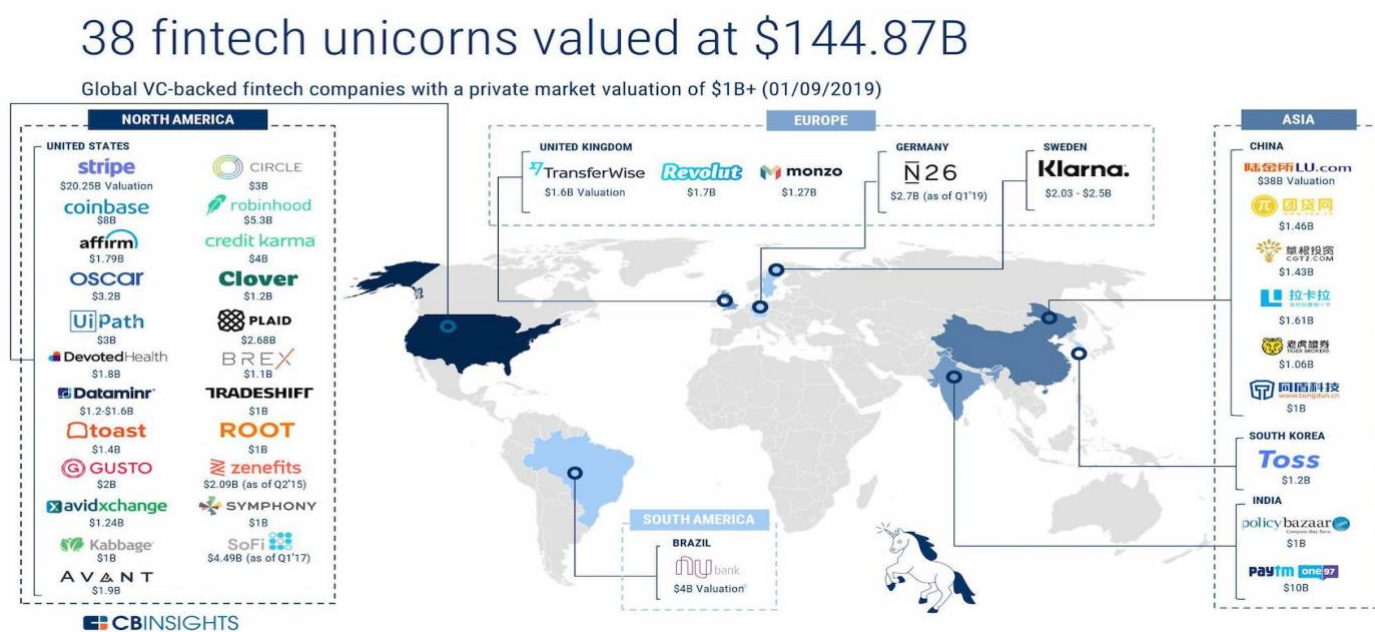 38 fintech unicorns valued at $144.87B
Global VC-backed fintech companies with a private market valuation of $1B+ (01/09/2019)
NORTH AMERICA
UNITED STATES
stripe
$20.25B Valuation
CIRCLE
$3B
coinbase
$8B
robinhood
$5.3B
affirm
$1.79B
credit karma
$4B
oscar
$3.2B
Clover
$1.2B
UiPath
$3B
PLAID
$2.68B
Devoted Health
$1.8B
BREX
$1.1B
Dataminr
$1.2-$1.6B
TRADESHIFT
$1B
toast
$1.4B
ROOT
$1B
G GUSTO
$2B
zenefits
$2.09B (as of Q2'15)
avidxchange
$1.24B
SYMPHONY
$1B
Kabbage
$1B
SoFi
$4.49B (as of Q1'17)
AVANT
$1.9B
EUROPE
UNITED KINGDOM
TransferWise
$1.6B Valuation
Revolut
$1.7B
monzo
$1.27B
GERMANY
N26
$2.7B (as of Q1'19)
SWEDEN
Klarna.
$2.03 - $2.5B
ASIA
CHINA
陆金所LU.com
$38B Valuation
团贷网
$1.46B
草根投资
CGTZ.COM
$1.43B
拉卡拉
$1.61B
老虎證券
TIGER BROKERS
$1.06B
同盾科技
www.tongdun.cn
$1B
SOUTH KOREA
Toss
$1.2B
INDIA
policybazaar
$1B
paytm one97
$10B
SOUTH AMERICA
BRAZIL
nubank
$4B Valuation
CBINSIGHTS